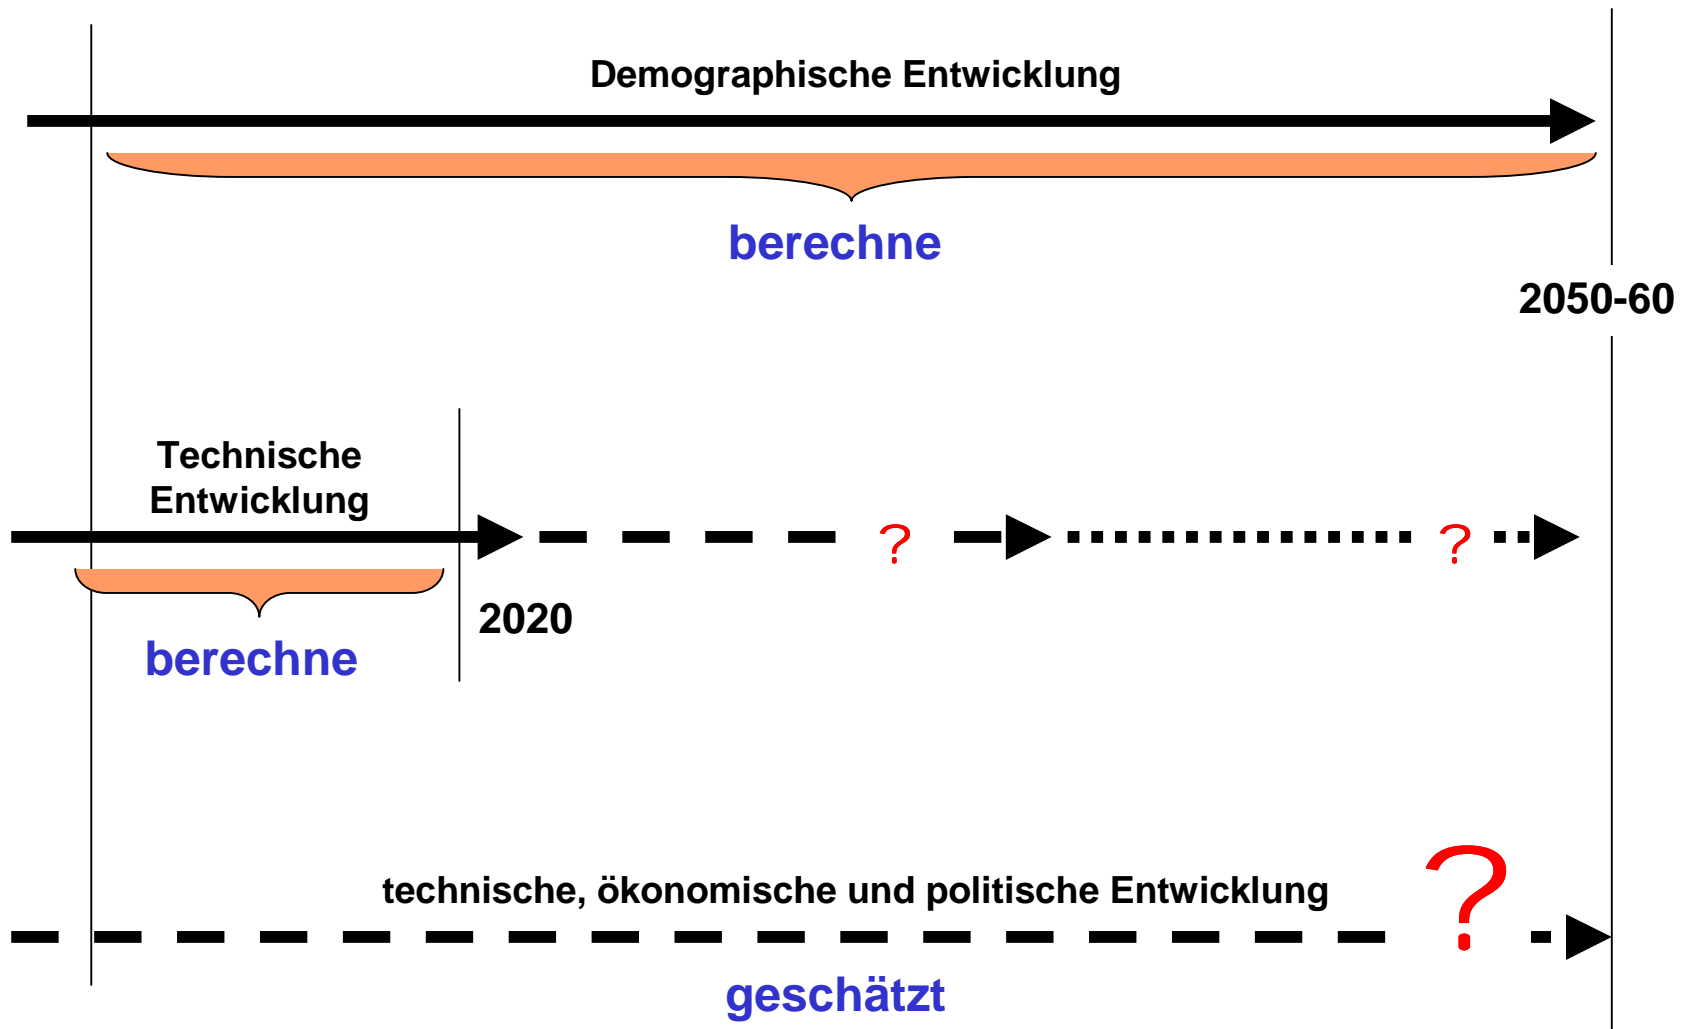 Demographische Entwicklung
berechne
2050-60
Technische
Entwicklung
? ?
2020
berechne
?
technische, ökonomische und politische Entwicklung
geschätzt